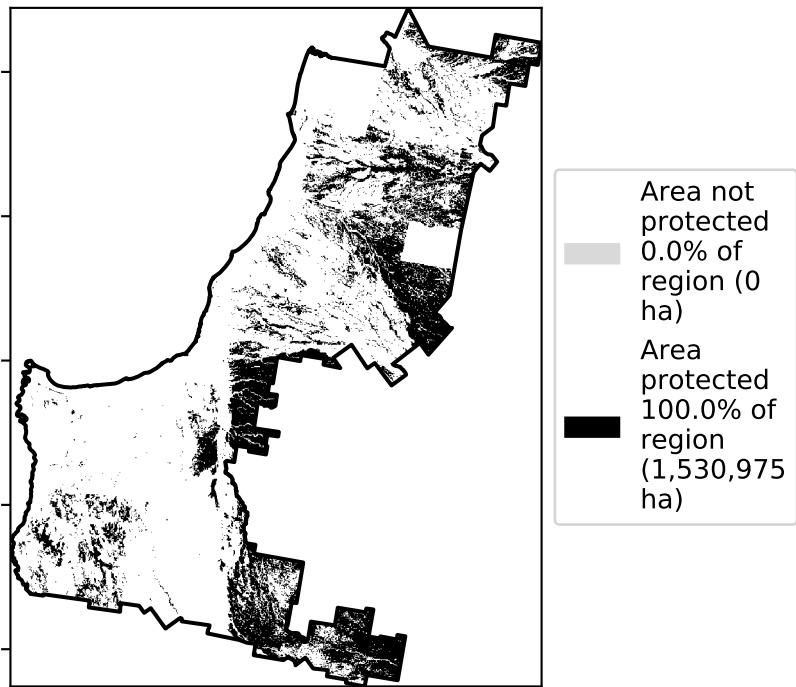 Area not
protected
0.0% of
region (0
ha)
Area
protected
100.0% of
region
(1,530,975
ha)